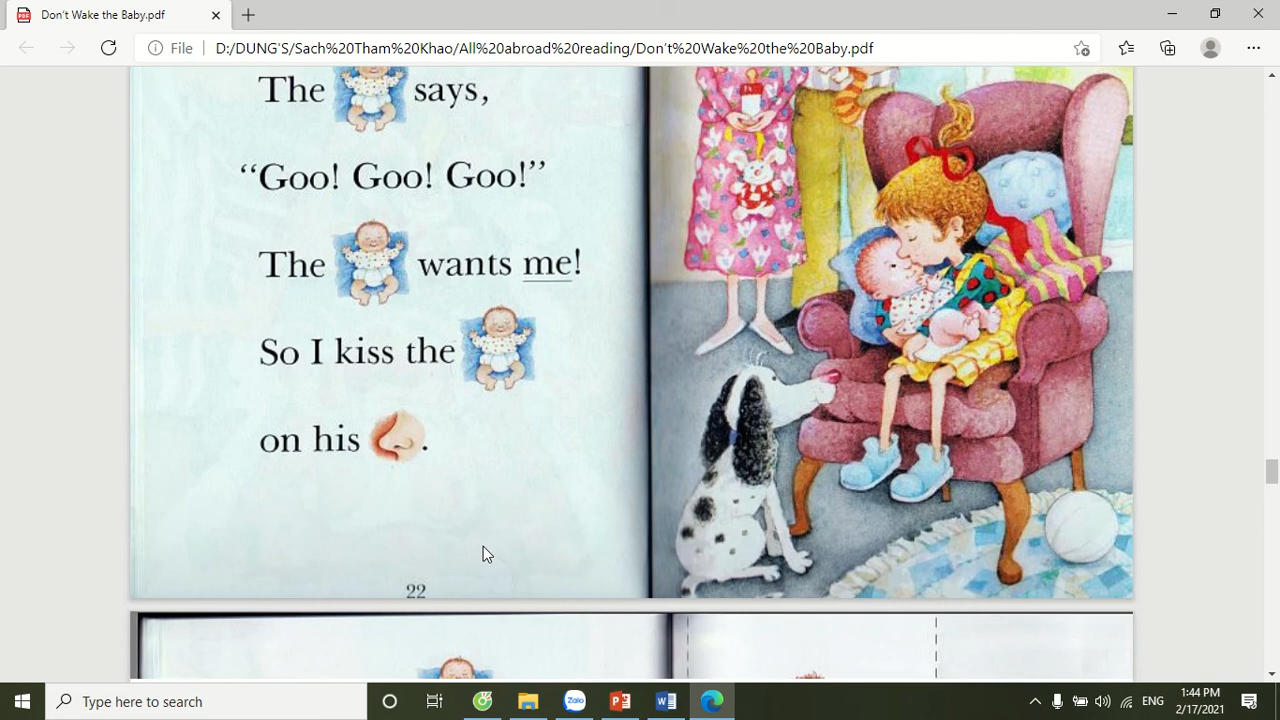 Don't Wake the Baby.pdf
File D:/DUNG'S/Sach%20Tham%20Khao/All%20abroad%20reading/Don't%20Wake%20the%20Baby.pdf
The says,
“Goo! Goo! Goo!”
The wants me!
So I kiss the
on his .
22
Type here to search
Zalo
ENG
1:44 PM
2/17/2021